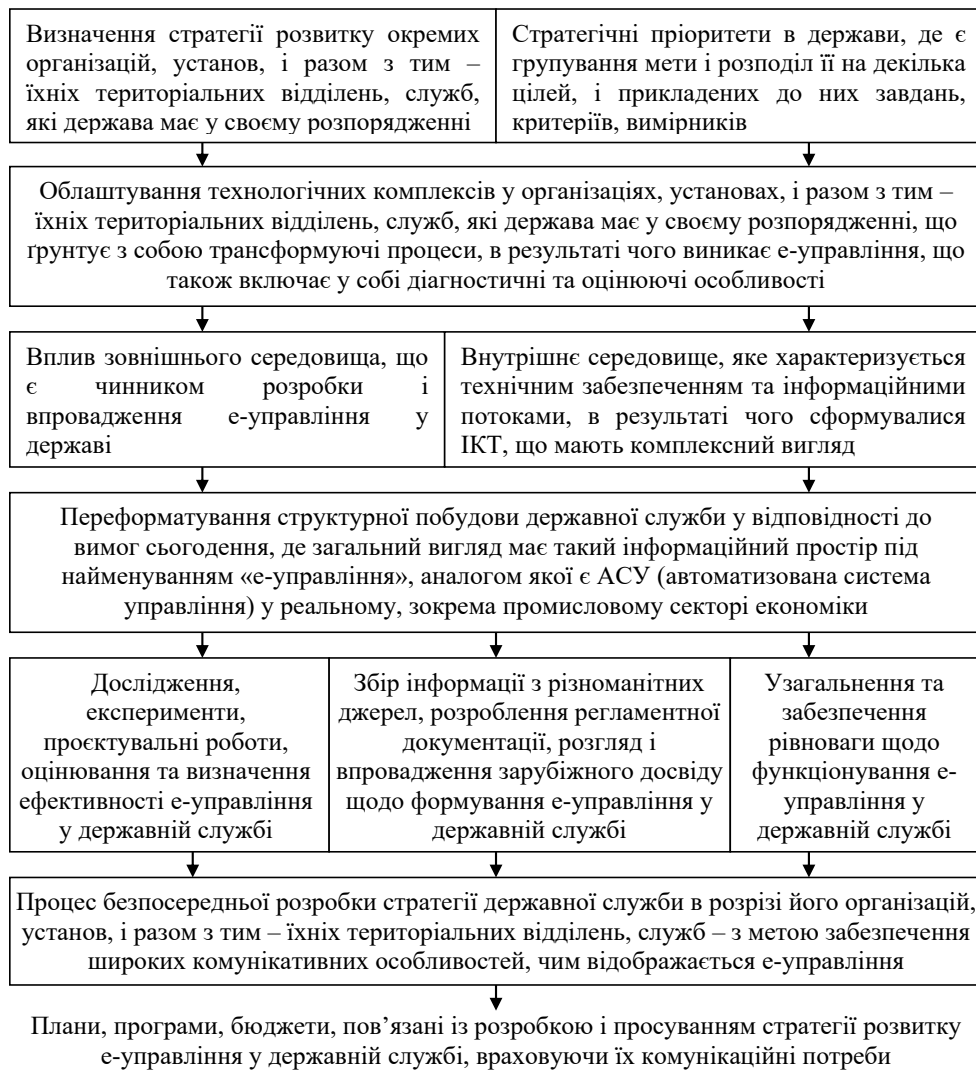 Визначення стратегії розвитку окремих
організацій, установ, і разом з тим –
їхніх територіальних відділень, служб,
які держава має у своєму розпорядженні
Стратегічні пріоритети в держави, де є
групування мети і розподіл її на декілька
цілей, і прикладених до них завдань,
критеріїв, вимірників
Облаштування технологічних комплексів у організаціях, установах, і разом з тим –
їхніх територіальних відділень, служб, які держава має у своєму розпорядженні, що
ґрунтує з собою трансформуючі процеси, в результаті чого виникає е-управління, що
також включає у собі діагностичні та оцінюючі особливості
Вплив зовнішнього середовища, що
є чинником розробки і
впровадження е-управління у
державі
Внутрішнє середовище, яке характеризується
технічним забезпеченням та інформаційними
потоками, в результаті чого сформувалися
ІКТ, що мають комплексний вигляд
Переформатування структурної побудови державної служби у відповідності до
вимог сьогодення, де загальний вигляд має такий інформаційний простір під
найменуванням «е-управління», аналогом якої є АСУ (автоматизована система
управління) у реальному, зокрема промисловому секторі економіки
Дослідження,
експерименти,
проєктувальні роботи,
оцінювання та визначення
ефективності е-управління
у державній службі
Збір інформації з різноманітних
джерел, розроблення регламентної
документації, розгляд і
впровадження зарубіжного досвіду
щодо формування е-управління у
державній службі
Узагальнення та
забезпечення
рівноваги щодо
функціонування е-
управління у
державній службі
Процес безпосередньої розробки стратегії державної служби в розрізі його організацій,
установ, і разом з тим – їхніх територіальних відділень, служб – з метою забезпечення
широких комунікативних особливостей, чим відображається е-управління
Плани, програми, бюджети, пов’язані із розробкою і просуванням стратегії розвитку
е-управління у державній службі, враховуючи їх комунікаційні потреби